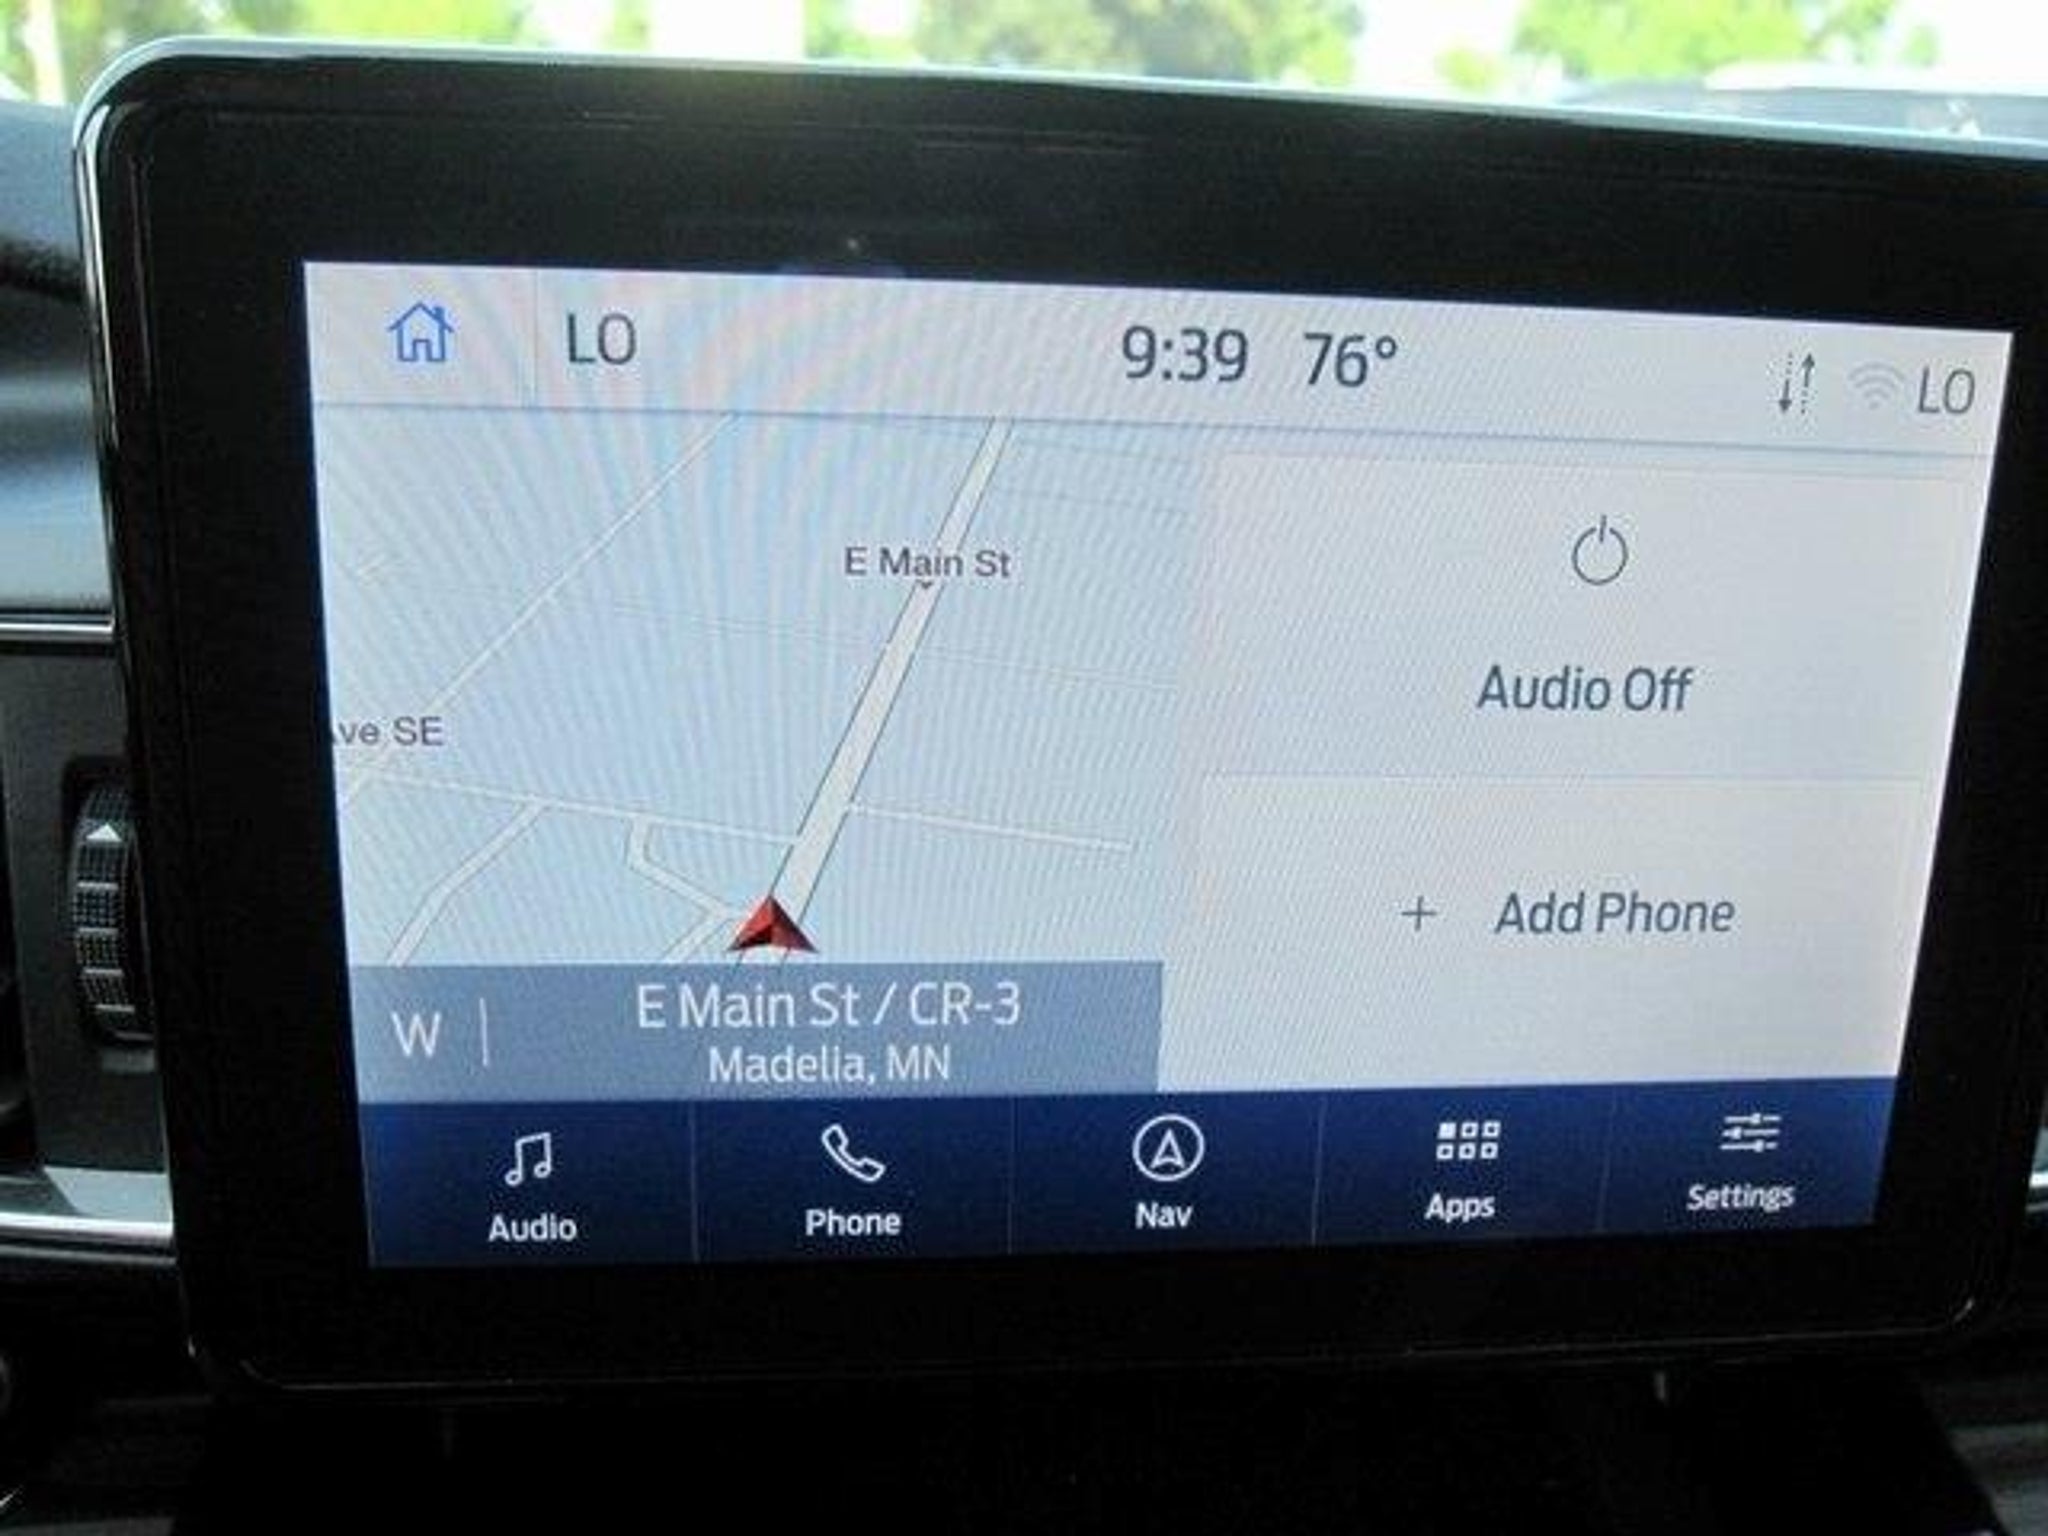 LO
9:39 76°
LO
E Main St
Ave SE
Audio Off
+ Add Phone
W
E Main St / CR-3
Madelia, MN
Audio
Phone
Nav
Apps
Settings